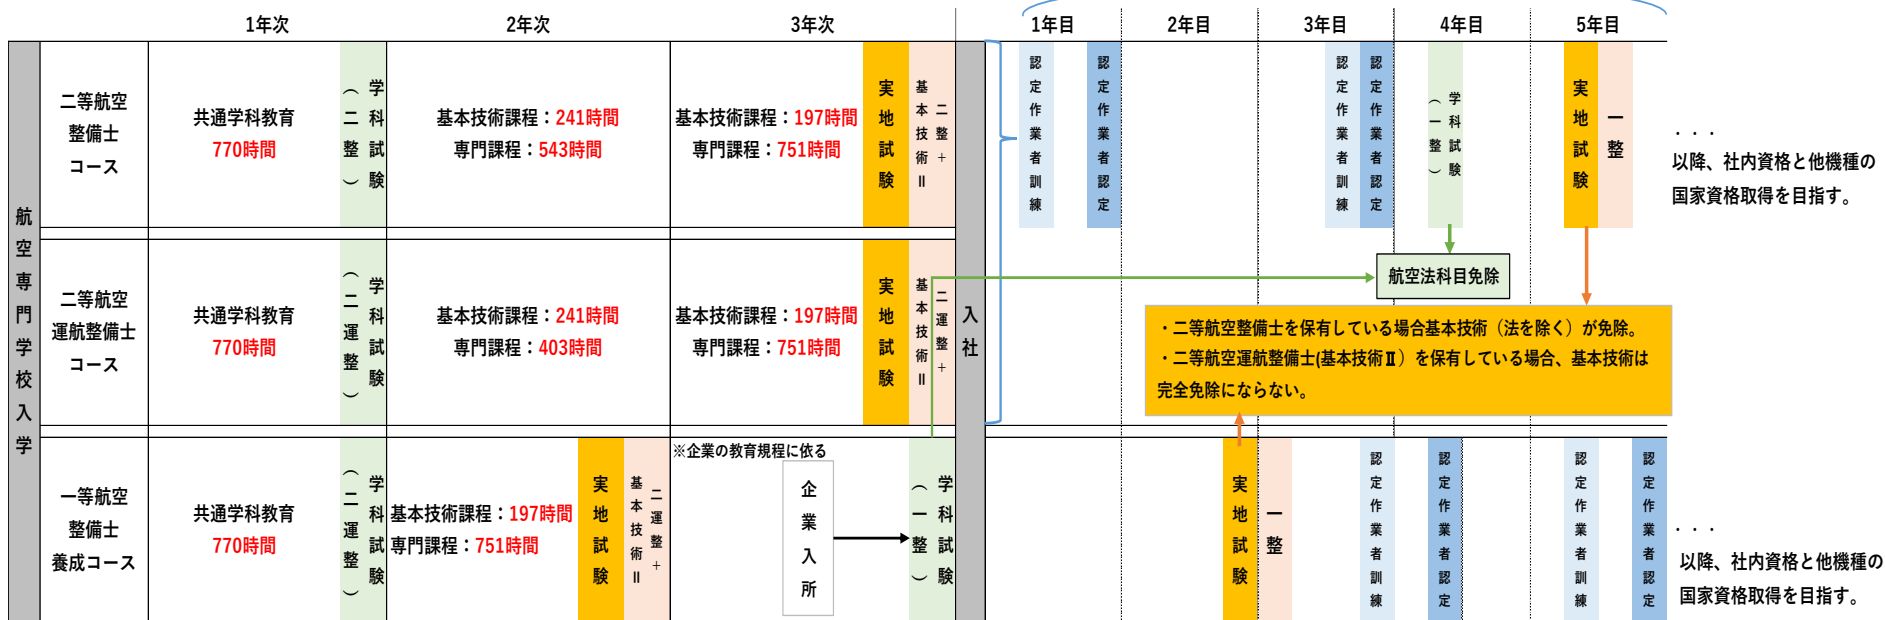 1年次
2年次
3年次
1年目
2年目
3年目
4年目
5年目
航空専門学校入学
二等航空
整備士
コース
共通学科教育
770時間
学科試験
（二整）
基本技術課程：241時間
専門課程：543時間
基本技術課程：197時間
専門課程：751時間
実地試験
二整+
基本技術Ⅱ
入社
認定作業者訓練
認定作業者認定
認定作業者訓練
認定作業者認定
学科試験
（一整）
実地試験
一整
・・・
以降、社内資格と他機種の
国家資格取得を目指す。
二等航空
運航整備士
コース
共通学科教育
770時間
学科試験
（二運整）
基本技術課程：241時間
専門課程：403時間
基本技術課程：197時間
専門課程：751時間
実地試験
二運整+
基本技術Ⅱ
航空法科目免除
・二等航空整備士を保有している場合基本技術（法を除く）が免除。
・二等航空運航整備士(基本技術Ⅱ）を保有している場合、基本技術は
完全免除にならない。
一等航空
整備士
養成コース
共通学科教育
770時間
学科試験
（二運整）
基本技術課程：197時間
専門課程：751時間
実地試験
二運整+
基本技術Ⅱ
※企業の教育規程に依る
企業入所
学科試験
（一整）
実地試験
一整
認定作業者訓練
認定作業者認定
認定作業者訓練
認定作業者認定
・・・
以降、社内資格と他機種の
国家資格取得を目指す。